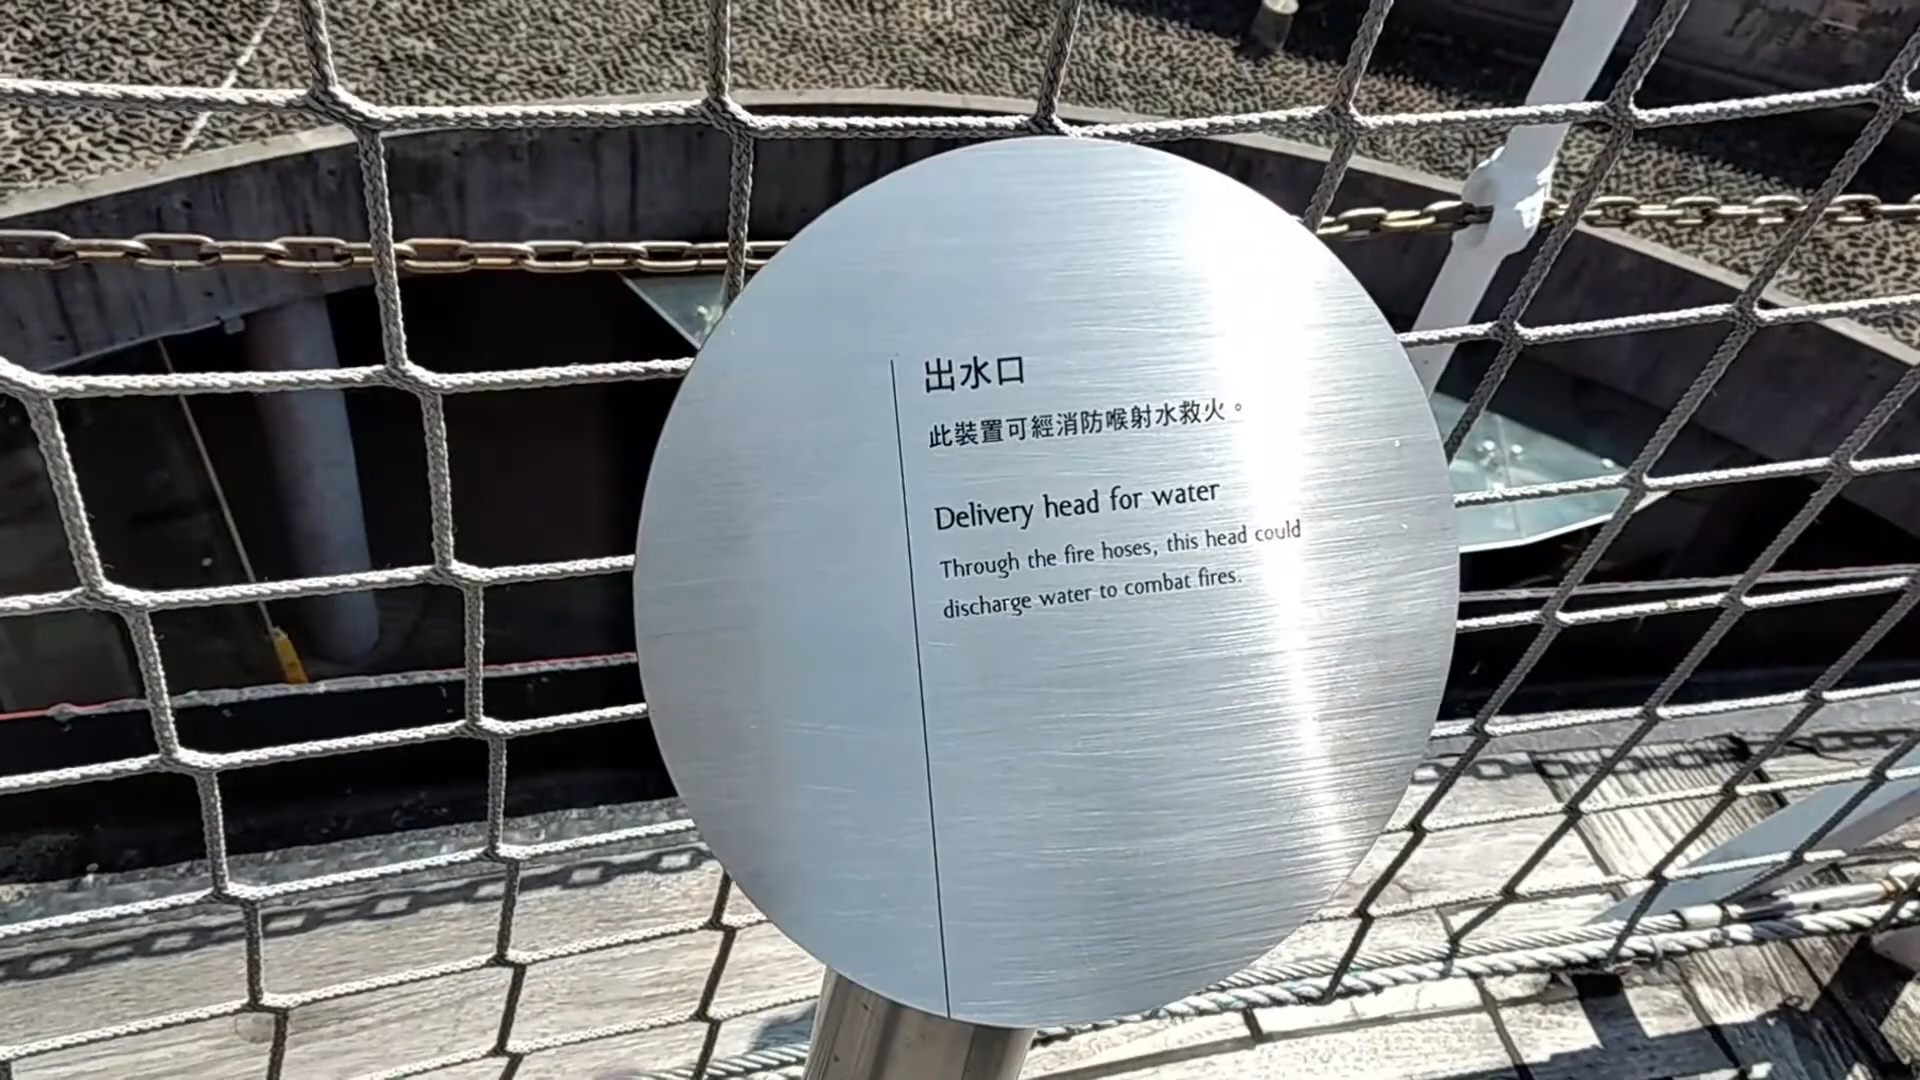 出水口
此裝置可經消防喉射水救火。
Delivery head for water
Through the fire hoses, this head could
discharge water to combat fires.